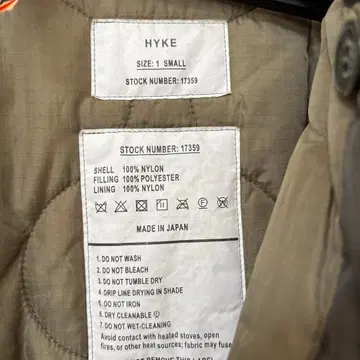 HYKE
SIZE: 1 SMALL
STOCK NUMBER: 17359
STOCK NUMBER: 17359
SHELL 100% NYLON
FILLING 100% POLYESTER
LINING 100% NYLON
MADE IN JAPAN
1. DO NOT WASH
2. DO NOT BLEACH
3. DO NOT TUMBLE DRY
4. DRIP LINE DRYING IN SHADE
5. DO NOT IRON
6. DRY CLEANABLE Ⓕ
7. DO NOT WET-CLEANING
Avoid contact with heated stoves, open
fires, or other heat sources; fabric may fuse
REMOVE THIS LABEL